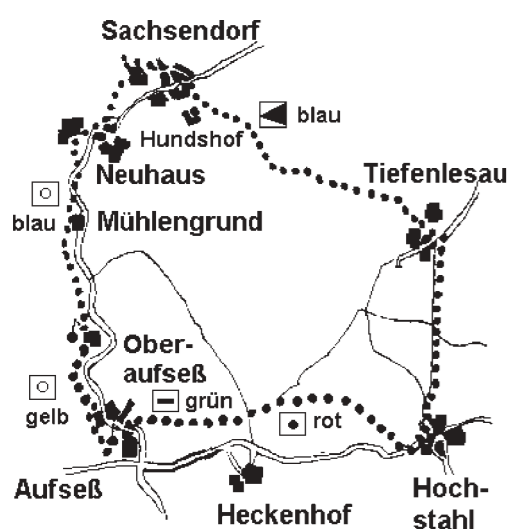 Sachsendorf
blau
Hundshof
Neuhaus
Tiefenlesau
blau
Mühlengrund
Ober-
aufseß
grün
gelb
rot
Aufseß
Heckenhof
Hoch-
stahl